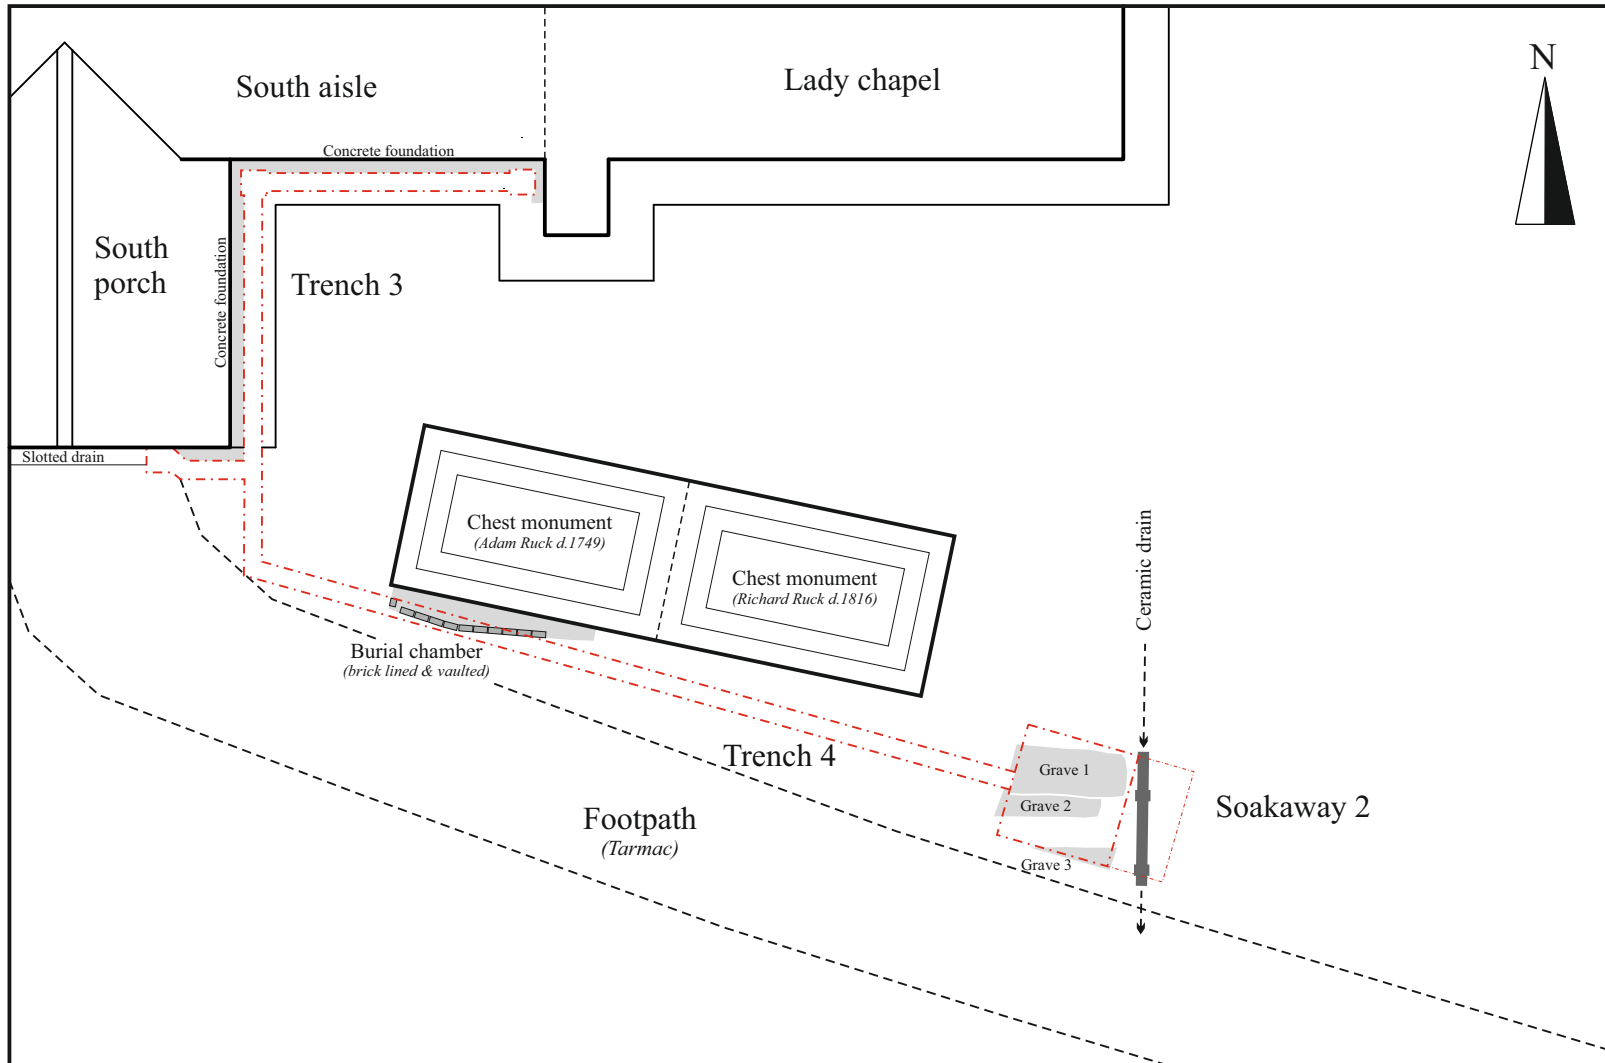 South aisle
Lady chapel
N
Concrete foundation
South
porch
Concrete foundation
Trench 3
Slotted drain
Chest monument
(Adam Ruck d.1749)
Chest monument
(Richard Ruck d.1816)
Ceramic drain
Burial chamber
(brick lined & vaulted)
Trench 4
Grave 1
Grave 2
Grave 3
Soakaway 2
Footpath
(Tarmac)